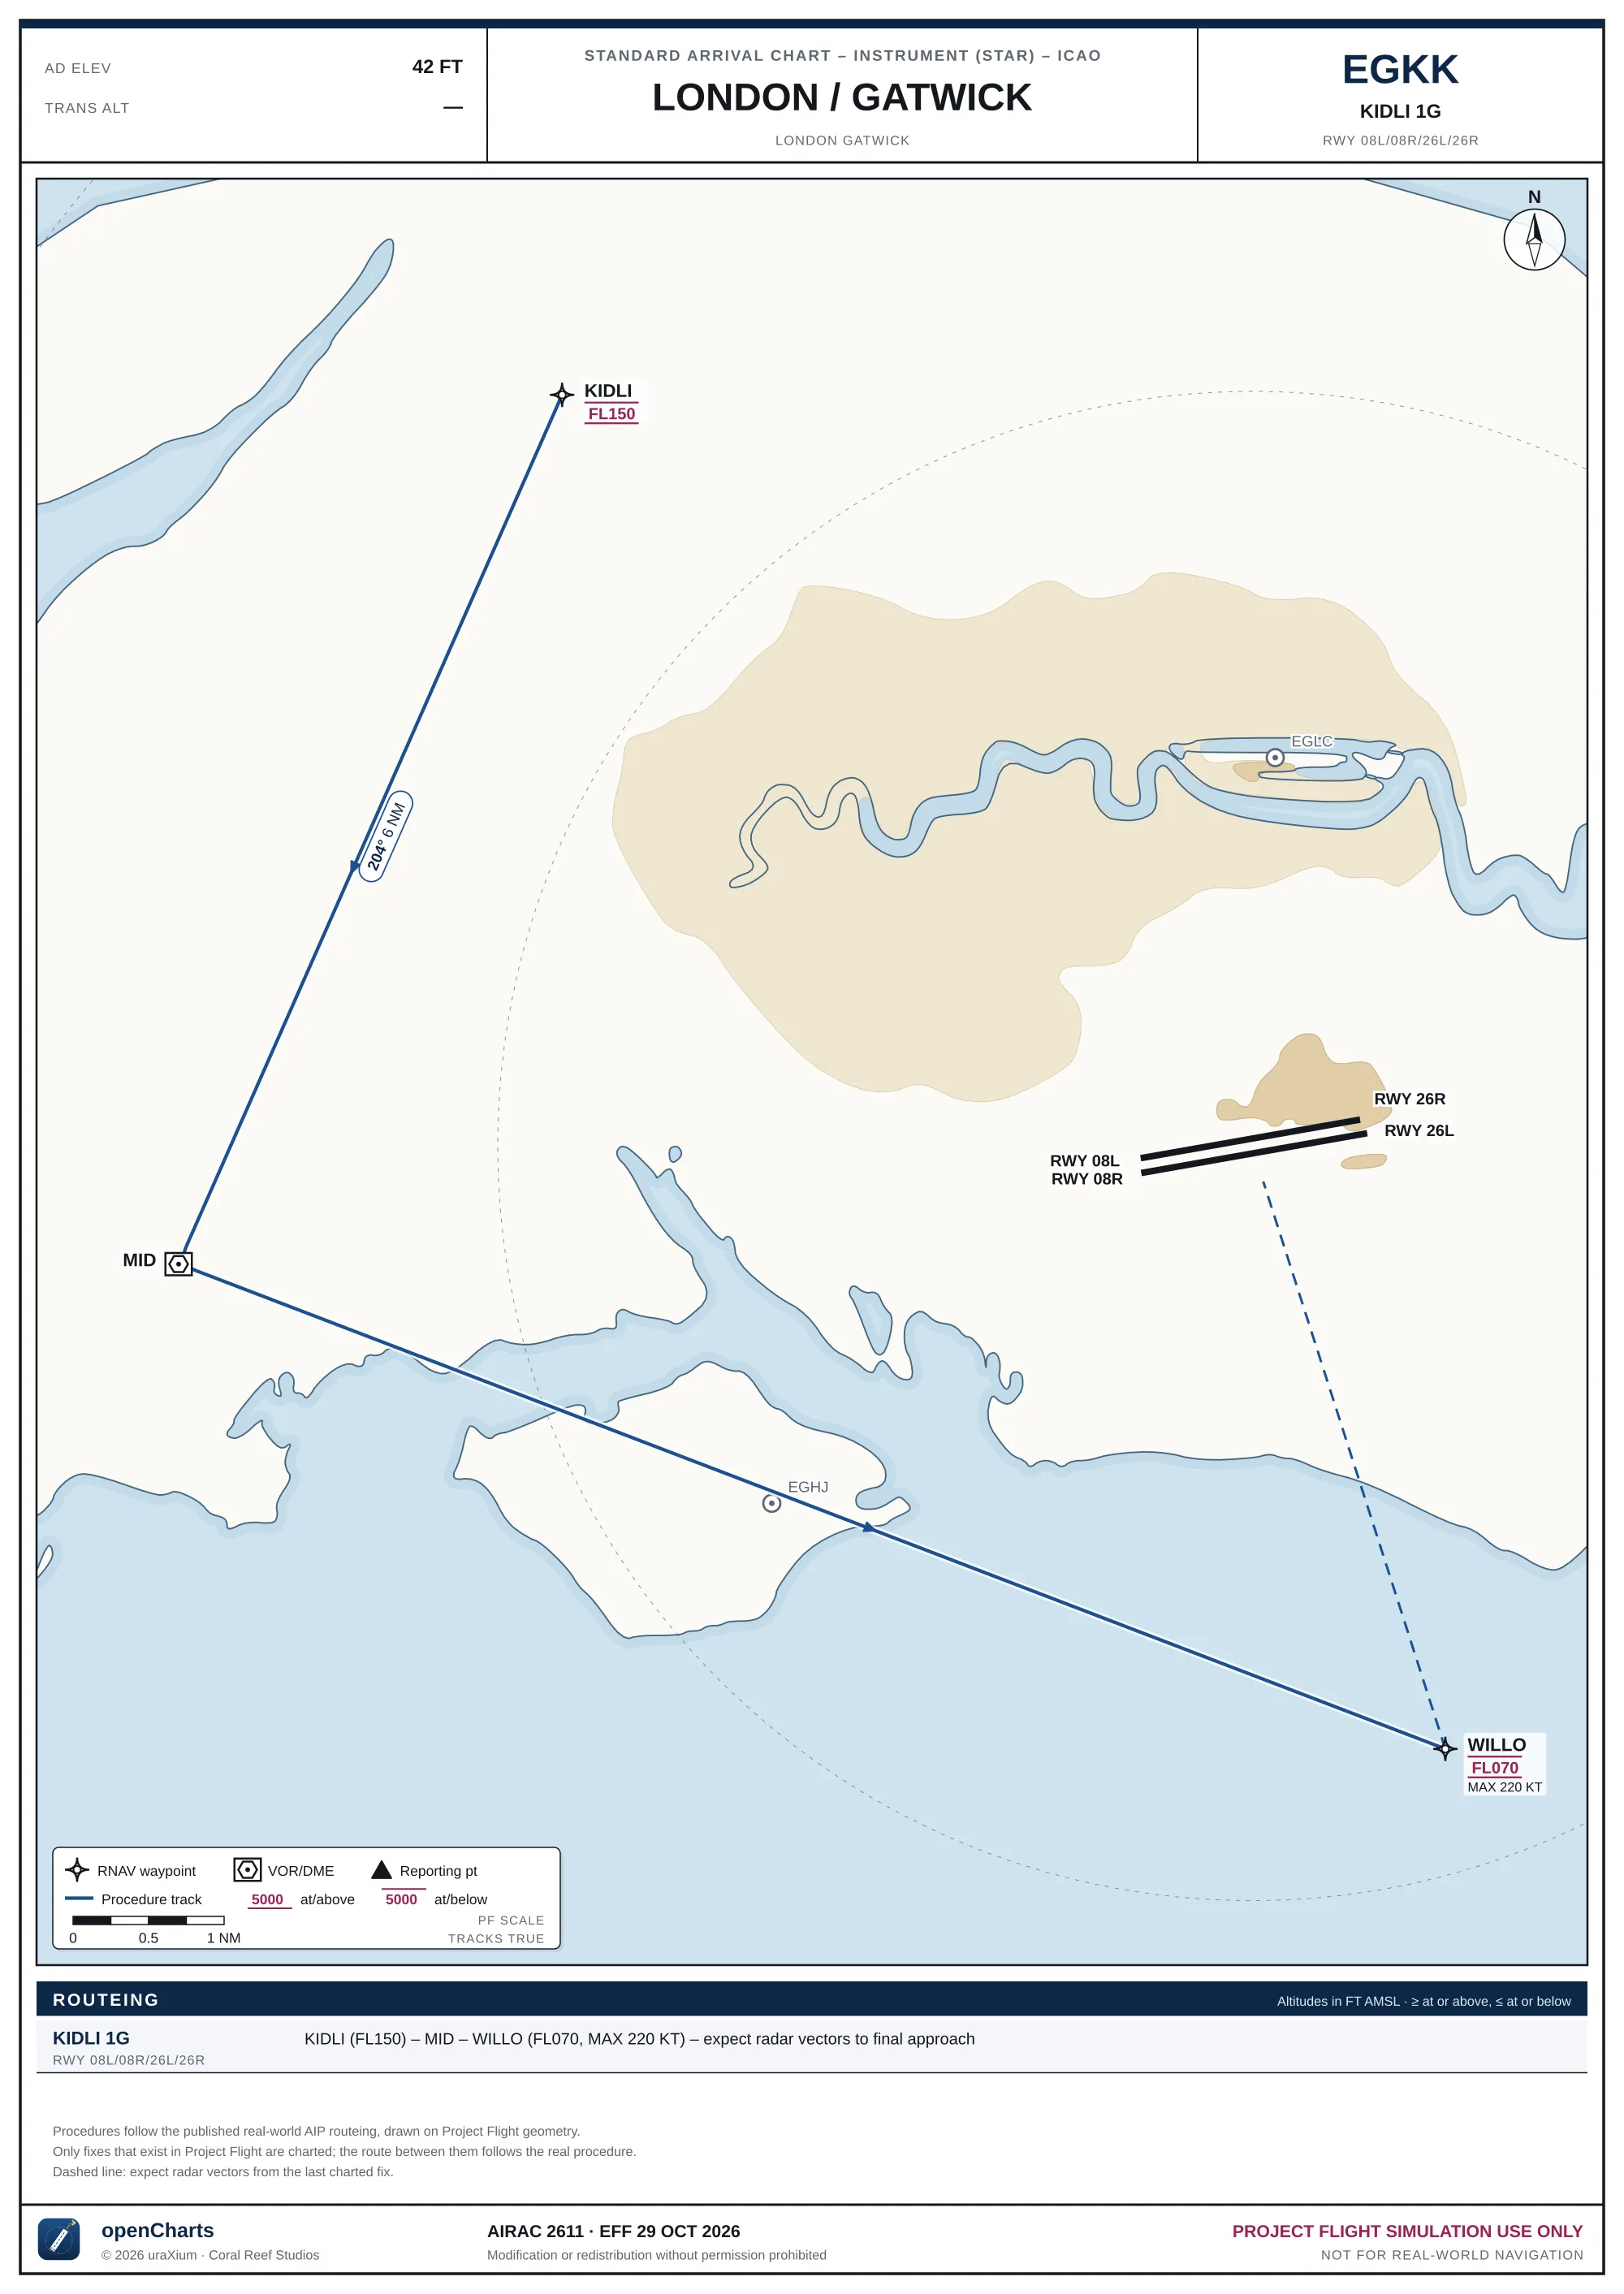 AD ELEV 42 FT
TRANS ALT —
STANDARD ARRIVAL CHART – INSTRUMENT (STAR) – ICAO
LONDON / GATWICK
LONDON GATWICK
EGKK
KIDLI 1G
RWY 08L/08R/26L/26R
N
KIDLI
FL150
EGLC
204° 6 NM
RWY 26R
RWY 26L
RWY 08L
RWY 08R
MID
EGHJ
WILLO
FL070
MAX 220 KT
RNAV waypoint VOR/DME Reporting pt
Procedure track 5000 at/above 5000 at/below
PF SCALE
0 0.5 1 NM TRACKS TRUE
ROUTEING Altitudes in FT AMSL · ≥ at or above, ≤ at or below
KIDLI 1G KIDLI (FL150) – MID – WILLO (FL070, MAX 220 KT) – expect radar vectors to final approach
RWY 08L/08R/26L/26R
Procedures follow the published real-world AIP routeing, drawn on Project Flight geometry.
Only fixes that exist in Project Flight are charted; the route between them follows the real procedure.
Dashed line: expect radar vectors from the last charted fix.
openCharts
© 2026 uraXium · Coral Reef Studios
AIRAC 2611 · EFF 29 OCT 2026
Modification or redistribution without permission prohibited
PROJECT FLIGHT SIMULATION USE ONLY
NOT FOR REAL-WORLD NAVIGATION